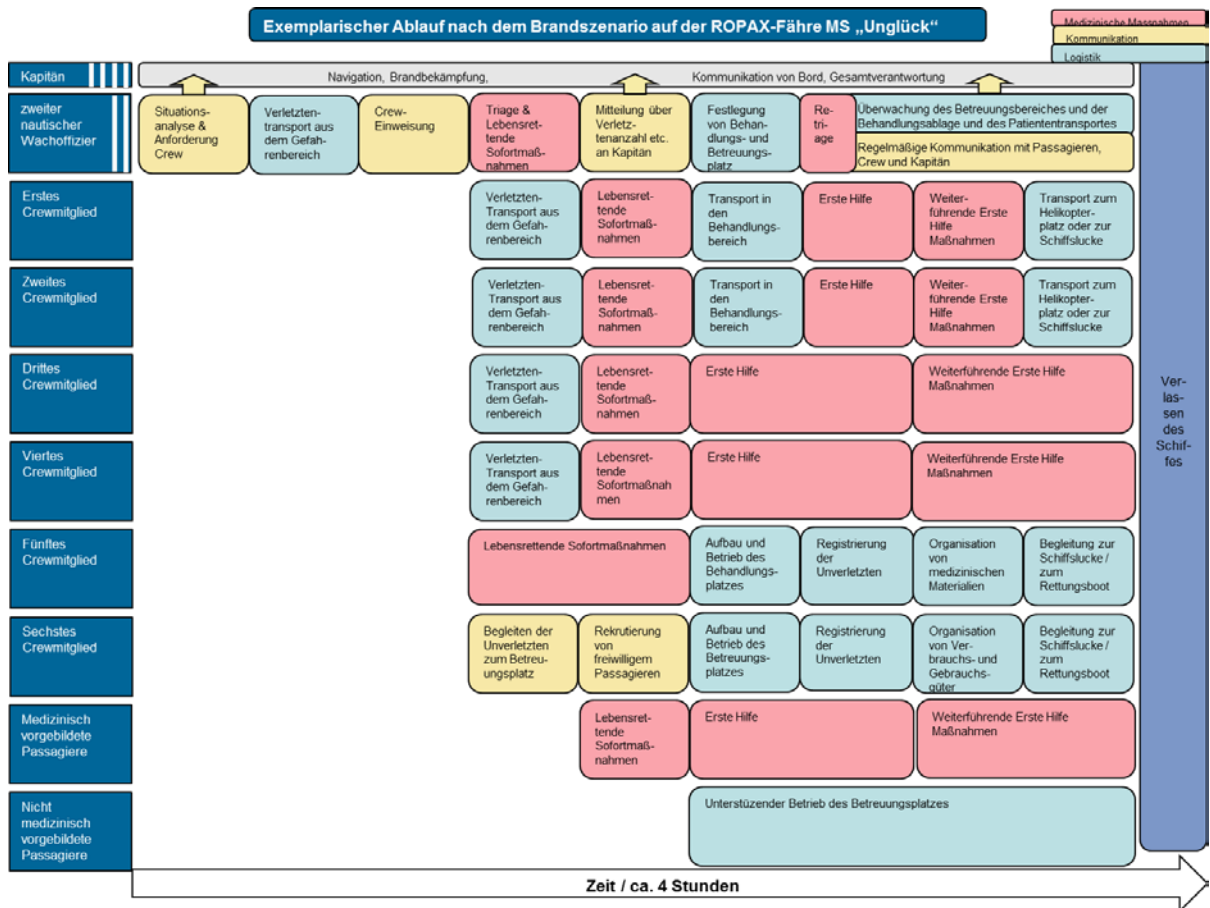 Exemplarischer Ablauf nach dem Brandszenario auf der ROPAX-Fähre MS „Unglück“
Medizinische Massnahmen
Kommunikation
Logistik
Kapitän
Navigation, Brandbekämpfung,
Kommunikation von Bord, Gesamtverantwortung
zweiter
nautischer
Wachoffizier
Situations-
analyse &
Anforderung
Crew
Verletzten-
transport aus
dem Gefah-
renbereich
Crew-
Einweisung
Triage &
Lebensret-
tende
Sofortmaß-
nahmen
Mitteilung über
Verletz-
tenanzahl etc.
an Kapitän
Festlegung
von Behan-
dlungs- und
Betreuungs-
platz
Re-
tri-
age
Überwachung des Betreuungsbereiches und der
Behandlungsablage und des Patiententransportes
Regelmäßige Kommunikation mit Passagieren,
Crew und Kapitän
Erstes
Crewmitglied
Verletzten-
Transport aus
dem Gefah-
renbereich
Lebensret-
tende
Sofortmaß-
nahmen
Transport in
den
Behandlungs-
bereich
Erste Hilfe
Weiter-
führende Erste
Hilfe
Maßnahmen
Transport zum
Helikopter-
platz oder zur
Schiffslucke
Zweites
Crewmitglied
Verletzten-
Transport aus
dem Gefah-
renbereich
Lebensret-
tende
Sofortmaß-
nahmen
Transport in
den
Behandlungs-
bereich
Erste Hilfe
Weiter-
führende Erste
Hilfe
Maßnahmen
Transport zum
Helikopter-
platz oder zur
Schiffslucke
Drittes
Crewmitglied
Verletzten-
Transport aus
dem Gefah-
renbereich
Lebensret-
tende
Sofortmaß-
nahmen
Erste Hilfe
Weiterführende Erste Hilfe
Maßnahmen
Ver-
las-
sen
des
Schif-
fes
Viertes
Crewmitglied
Verletzten-
Transport aus
dem Gefah-
renbereich
Lebensret-
tende
Sofortmaßnah
men
Erste Hilfe
Weiterführende Erste Hilfe
Maßnahmen
Fünftes
Crewmitglied
Lebensrettende Sofortmaßnahmen
Aufbau und
Betrieb des
Behandlungs-
platzes
Registrierung
der
Unverletzten
Organisation
von
medizinischen
Materialien
Begleitung zur
Schiffslucke /
zum
Rettungsboot
Sechstes
Crewmitglied
Begleiten der
Unverletzten
zum Betreu-
ungsplatz
Rekrutierung
von
freiwilligem
Passagieren
Aufbau und
Betrieb des
Betreuungs-
platzes
Registrierung
der
Unverletzten
Organisation
von Ver-
brauchs- und
Gebrauchs-
güter
Begleitung zur
Schiffslucke /
zum
Rettungsboot
Medizinisch
vorgebildete
Passagiere
Lebensret-
tende
Sofortmaß-
nahmen
Erste Hilfe
Weiterführende Erste Hilfe
Maßnahmen
Nicht
medizinisch
vorgebildete
Passagiere
Unterstüzender Betrieb des Betreuungsplatzes
Zeit / ca. 4 Stunden